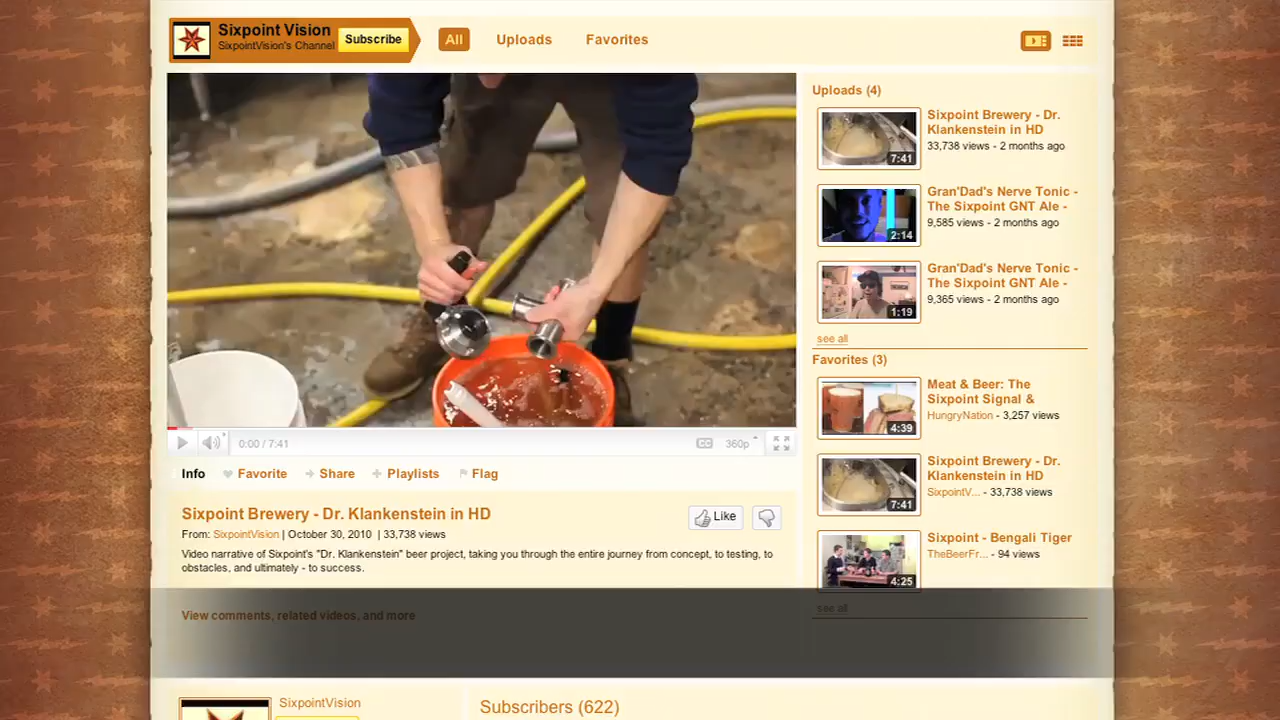 Sixpoint Vision
SixpointVision's Channel
Subscribe
All
Uploads
Favorites
Uploads (4)
Sixpoint Brewery - Dr.
Klankenstein in HD
33,738 views - 2 months ago
7:41
Gran'Dad's Nerve Tonic -
The Sixpoint GNT Ale -
9,585 views - 2 months ago
2:14
Gran'Dad's Nerve Tonic -
The Sixpoint GNT Ale -
9,365 views - 2 months ago
1:19
see all
Favorites (3)
Meat & Beer: The
Sixpoint Signal &
HungryNation - 3,257 views
4:39
Sixpoint Brewery - Dr.
Klankenstein in HD
SixpointV... - 33,738 views
7:41
Sixpoint - Bengali Tiger
TheBeerFr... - 94 views
4:25
see all
0:00 / 7:41
CC
360p
Info
Favorite
Share
Playlists
Flag
Sixpoint Brewery - Dr. Klankenstein in HD
Like
From: SixpointVision | October 30, 2010 | 33,738 views
Video narrative of Sixpoint's "Dr. Klankenstein" beer project, taking you through the entire journey from concept, to testing, to
obstacles, and ultimately - to success.
View comments, related videos, and more
SixpointVision
Subscribers (622)